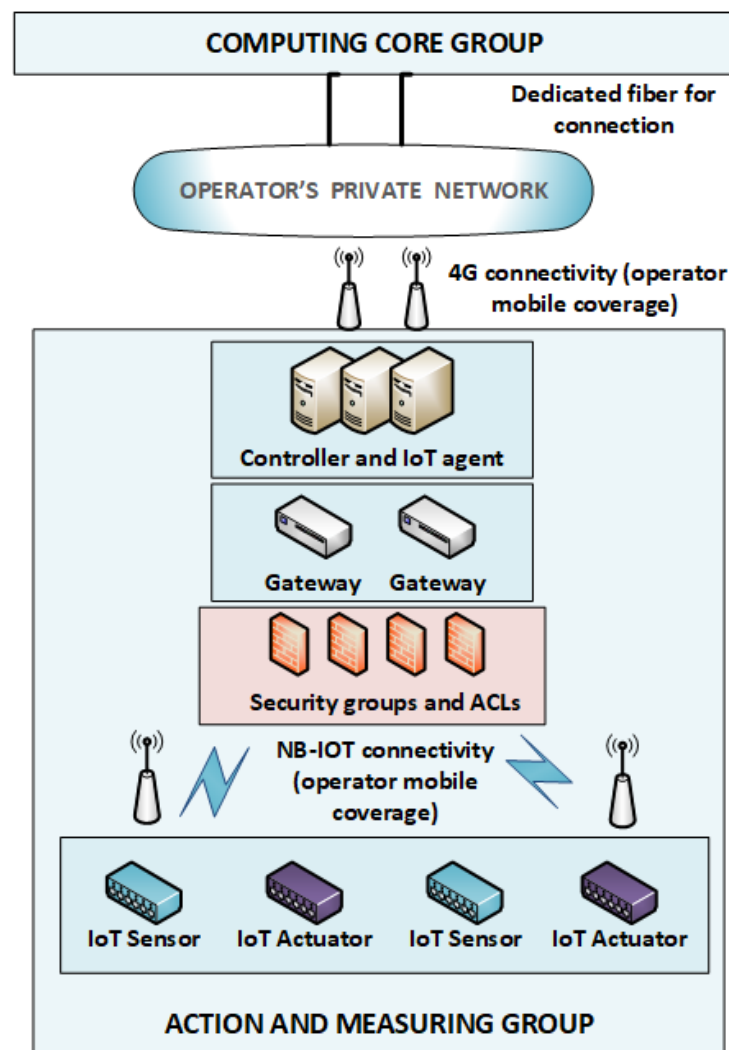 COMPUTING CORE GROUP
Dedicated fiber for
connection
OPERATOR'S PRIVATE NETWORK
4G connectivity (operator
mobile coverage)
Controller and IoT agent
Gateway Gateway
Security groups and ACLs
NB-IOT connectivity
(operator mobile
coverage)
IoT Sensor IoT Actuator IoT Sensor IoT Actuator
ACTION AND MEASURING GROUP